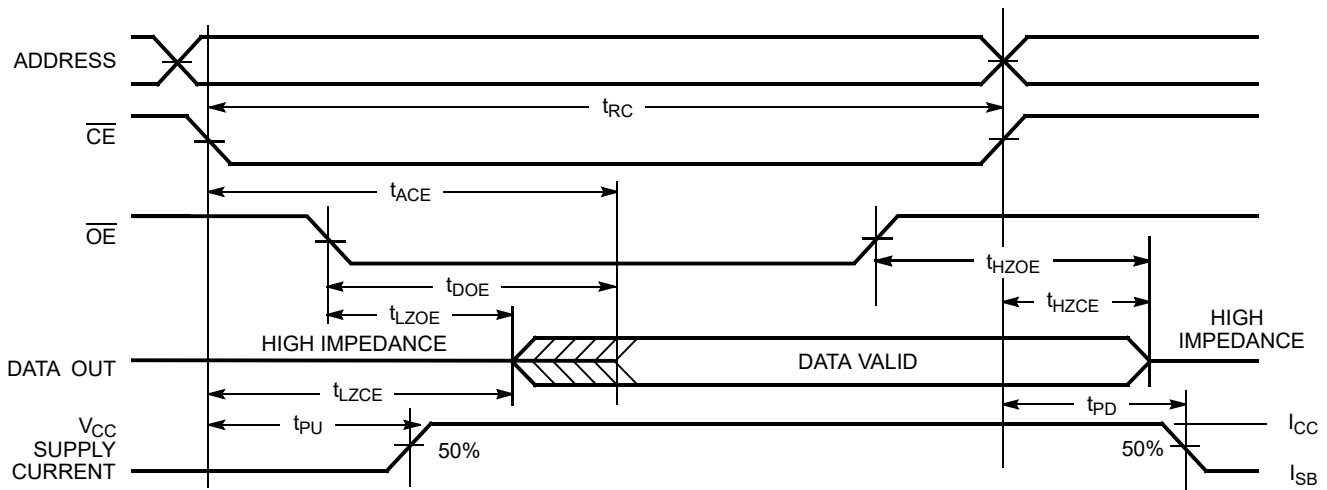 ADDRESS
tRC
CE
tACE
OE
tHZOE
tDOE
tHZCE
tLZOE
HIGH IMPEDANCE
HIGH
IMPEDANCE
DATA OUT
DATA VALID
tLZCE
tPD
VCC
SUPPLY
CURRENT
tPU
50%
50%
ICC
ISB